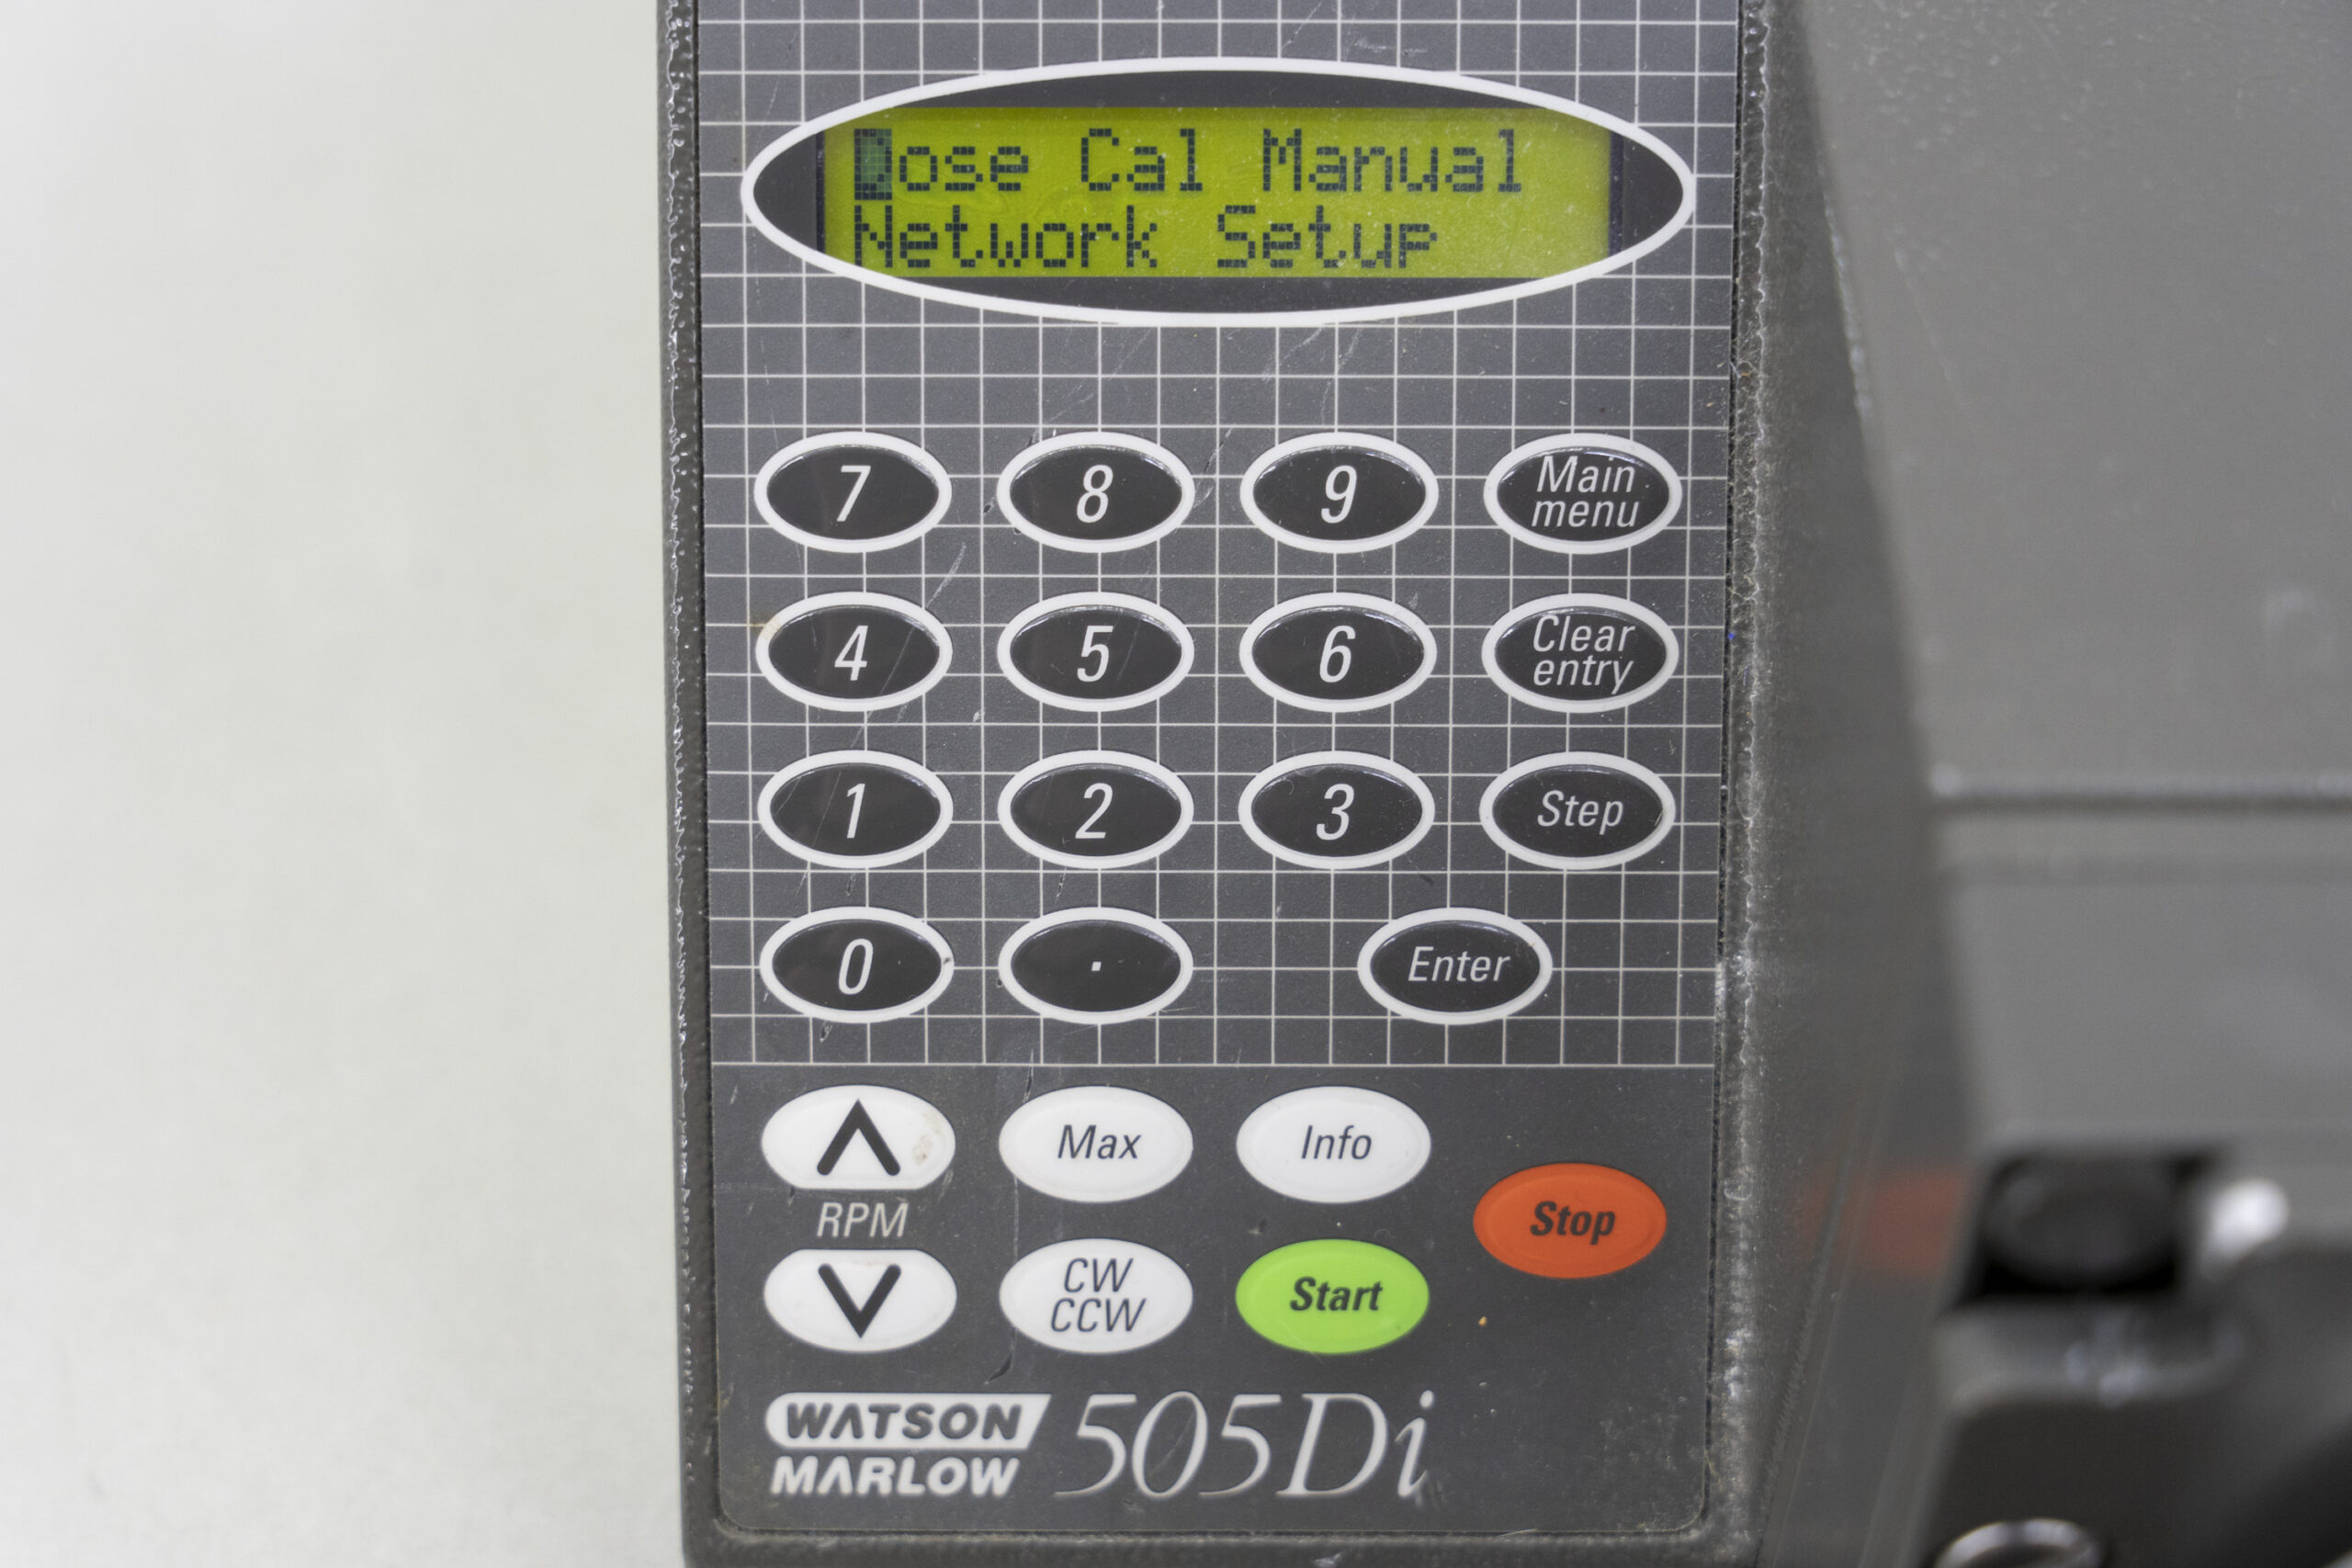 Dose Cal Manual
Network Setup
7 8 9 Main menu
4 5 6 Clear entry
1 2 3 Step
0 . Enter
Max Info
RPM Stop
CW CCW Start
WATSON MARLOW 505Di